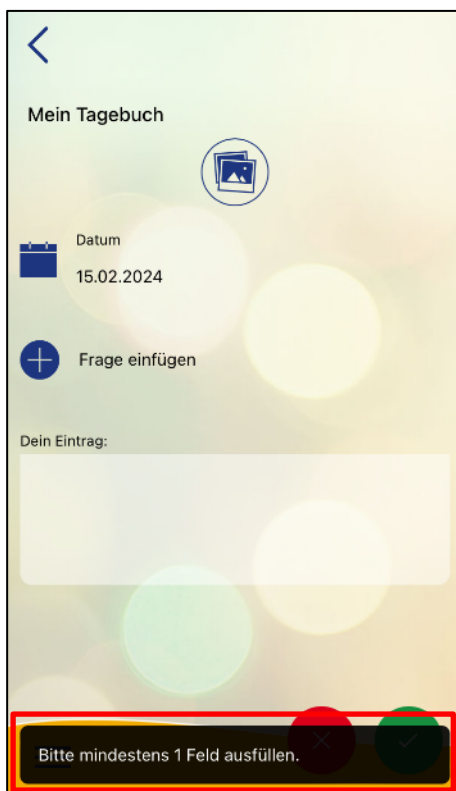 Mein Tagebuch
Datum
15.02.2024
Frage einfügen
Dein Eintrag:
Bitte mindestens 1 Feld ausfüllen.